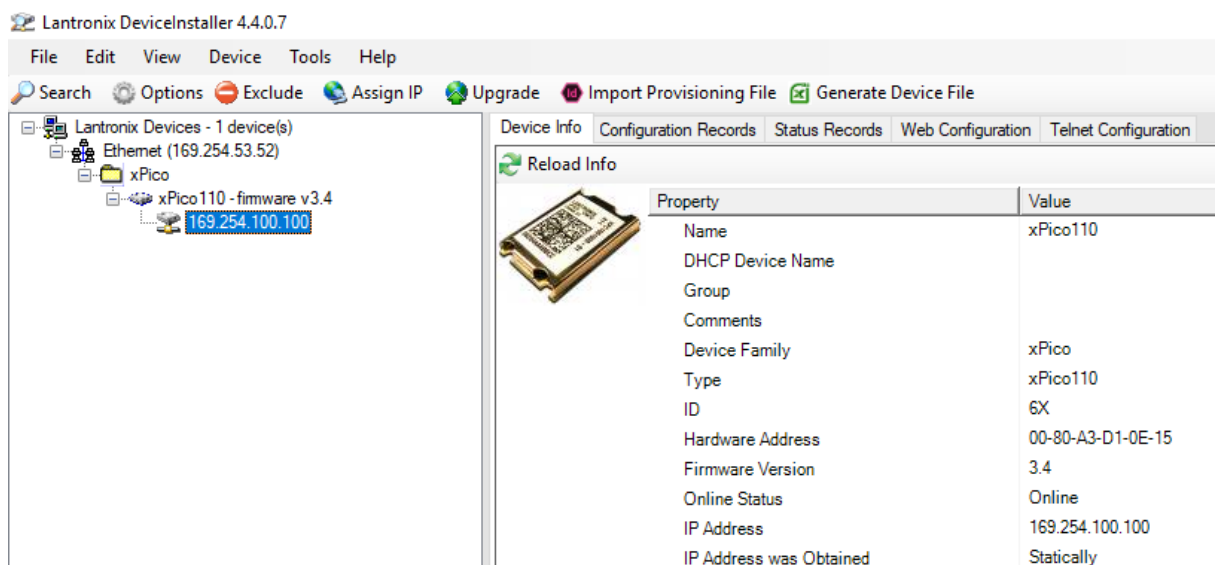 Lantronix DeviceInstaller 4.4.0.7
File Edit View Device Tools Help
Search Options Exclude Assign IP Upgrade Import Provisioning File Generate Device File
Lantronix Devices - 1 device(s)
Ethernet (169.254.53.52)
xPico
xPico110 - firmware v3.4
169.254.100.100
Device Info Configuration Records Status Records Web Configuration Telnet Configuration
Reload Info
Property Value
Name xPico110
DHCP Device Name
Group
Comments
Device Family xPico
Type xPico110
ID 6X
Hardware Address 00-80-A3-D1-0E-15
Firmware Version 3.4
Online Status Online
IP Address 169.254.100.100
IP Address was Obtained Statically